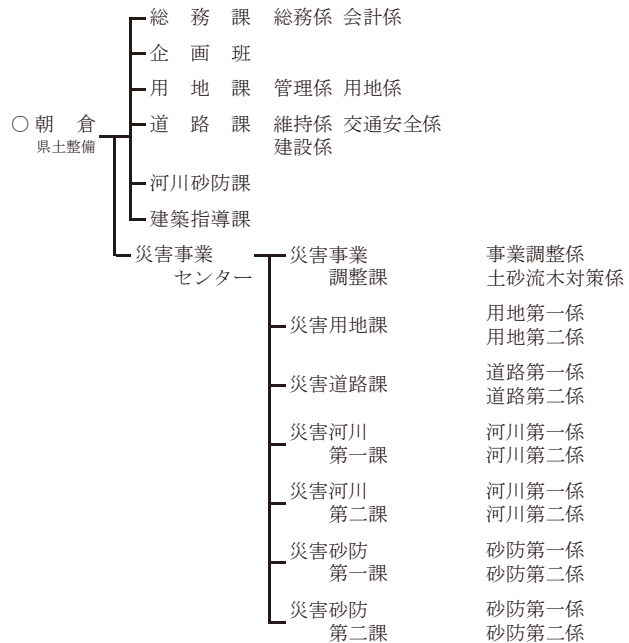 総務課 総務係 会計係
企画班
用地課 管理係 用地係
○朝倉 道路課 維持係 交通安全係
県土整備 建設係
河川砂防課
建築指導課
災害事業 災害事業 事業調整係
センター 調整課 土砂流木対策係
災害用地課 用地第一係
用地第二係
災害道路課 道路第一係
道路第二係
災害河川 河川第一係
第一課 河川第二係
災害河川 河川第一係
第二課 河川第二係
災害砂防 砂防第一係
第一課 砂防第二係
災害砂防 砂防第一係
第二課 砂防第二係